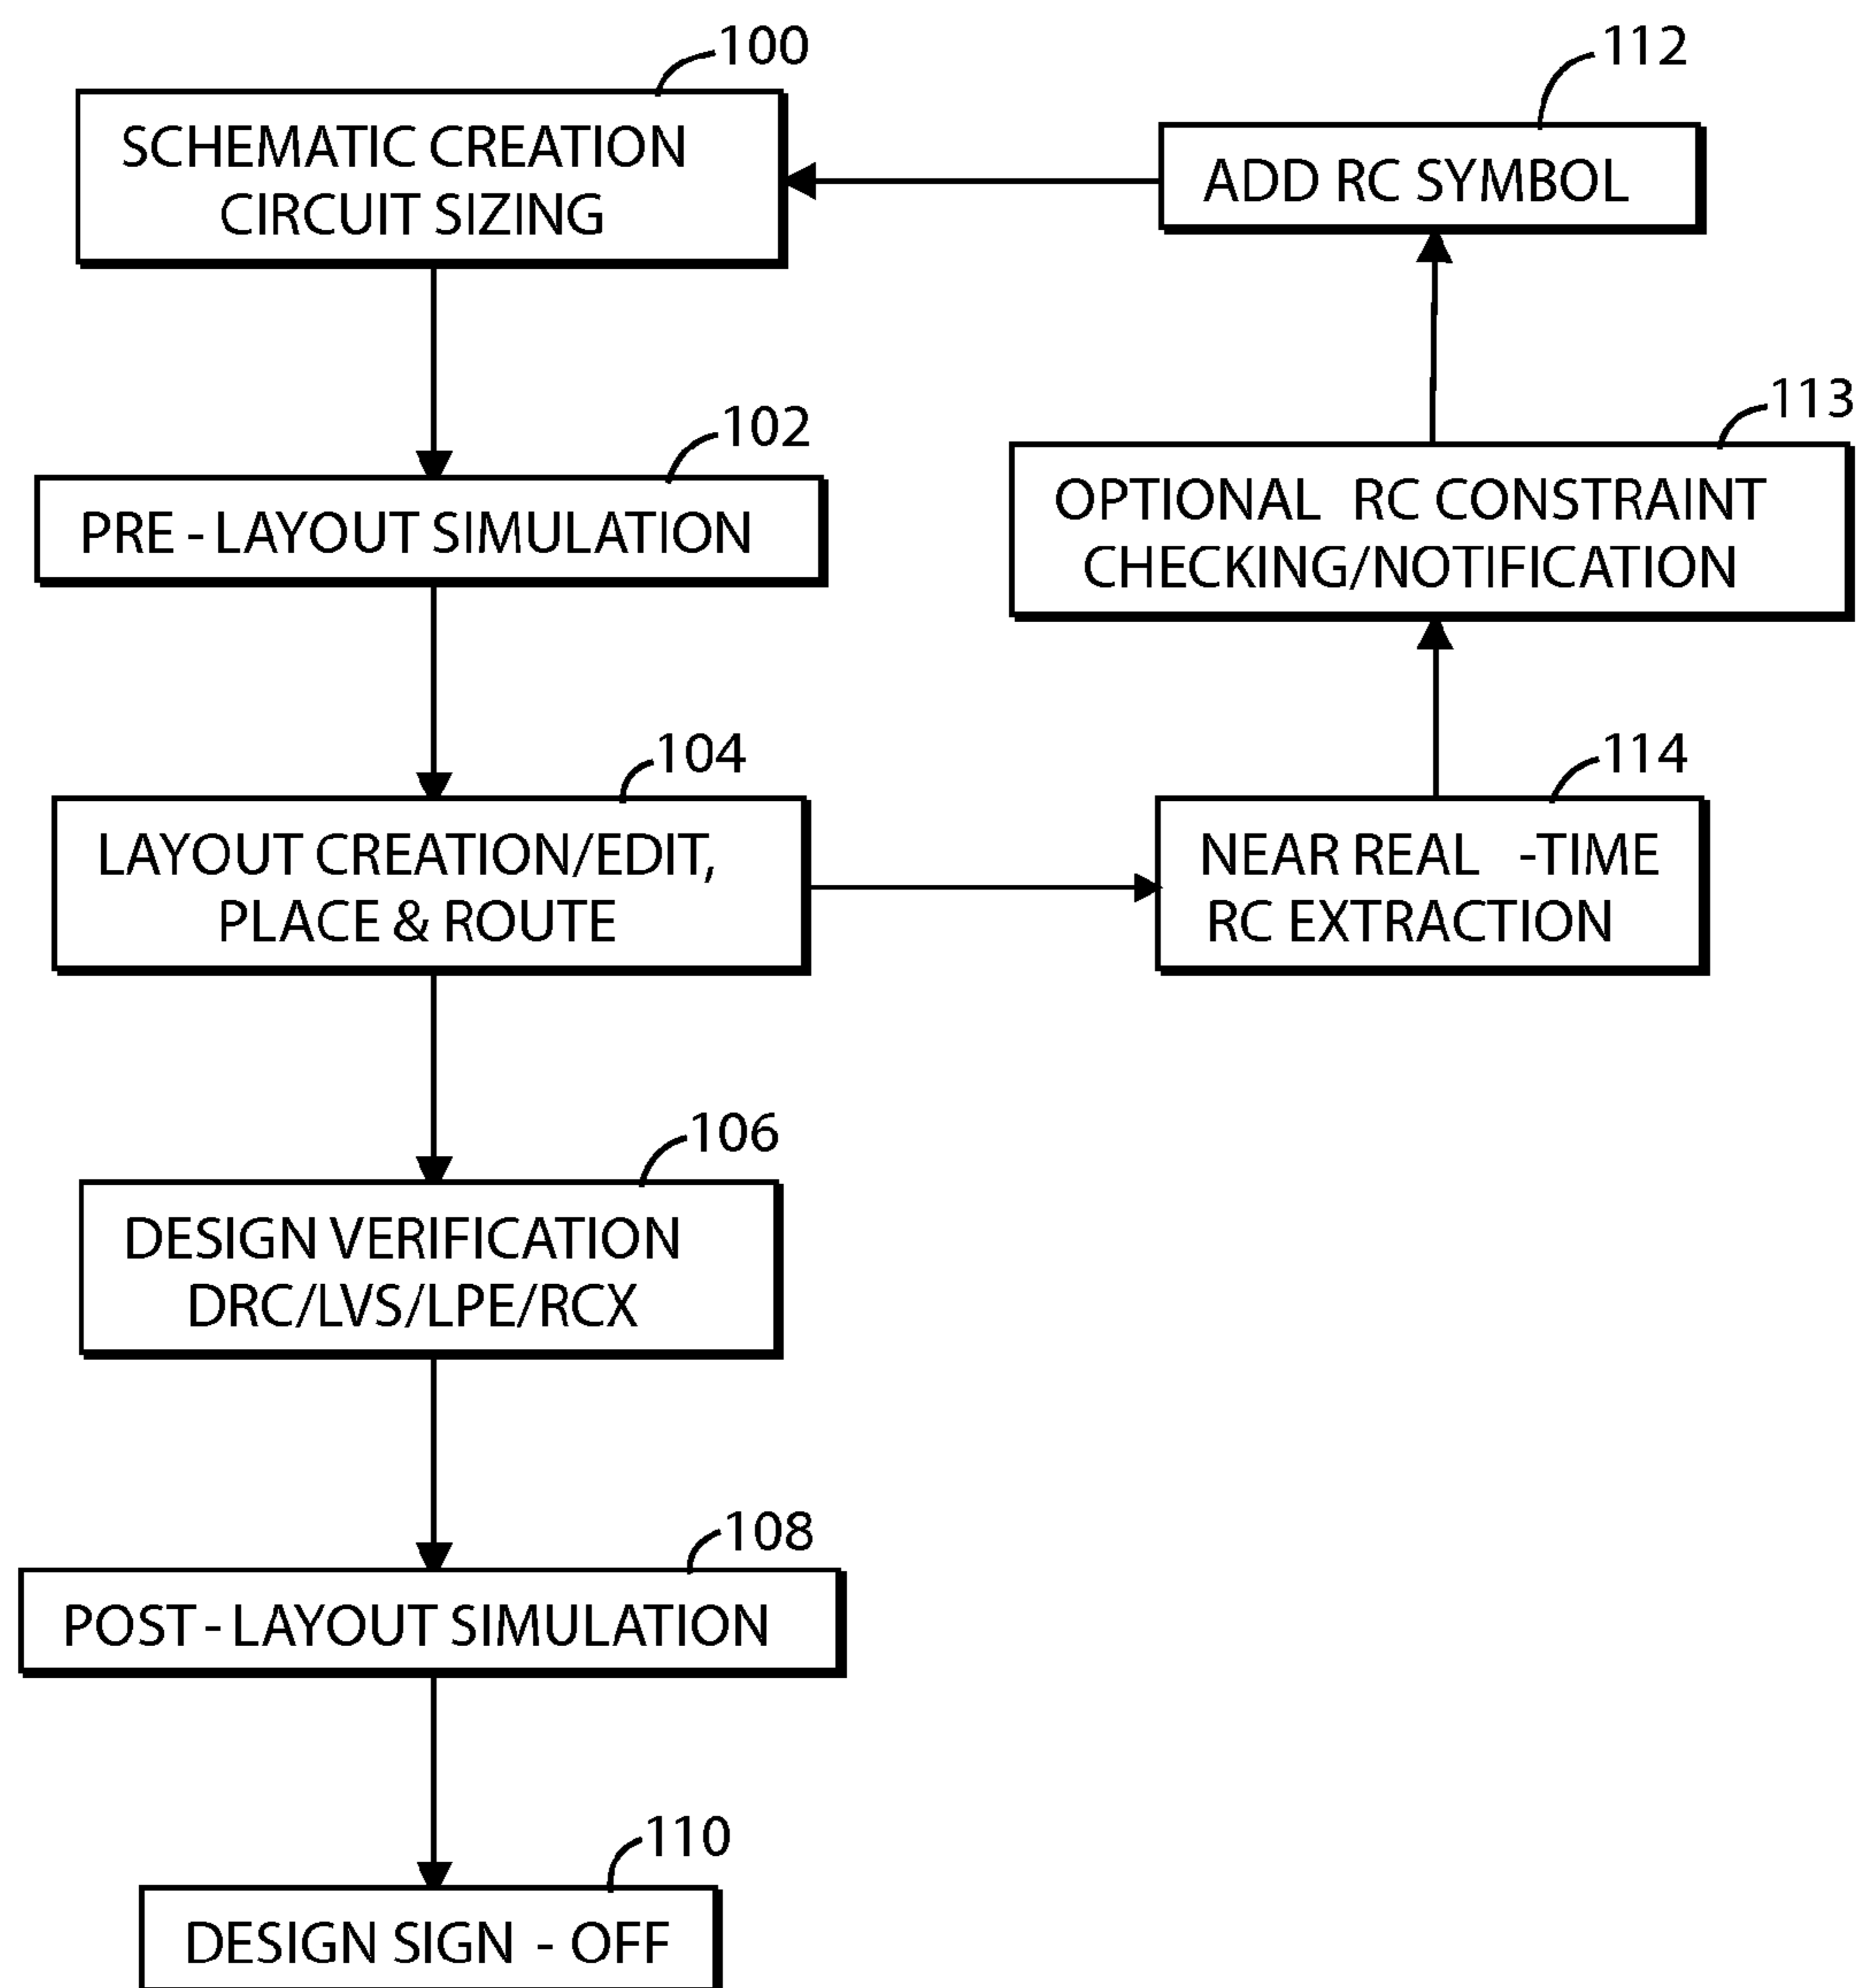 100
SCHEMATIC CREATION
CIRCUIT SIZING
112
ADD RC SYMBOL
102
PRE - LAYOUT SIMULATION
113
OPTIONAL RC CONSTRAINT
CHECKING/NOTIFICATION
104
LAYOUT CREATION/EDIT,
PLACE & ROUTE
114
NEAR REAL -TIME
RC EXTRACTION
106
DESIGN VERIFICATION
DRC/LVS/LPE/RCX
108
POST - LAYOUT SIMULATION
110
DESIGN SIGN - OFF